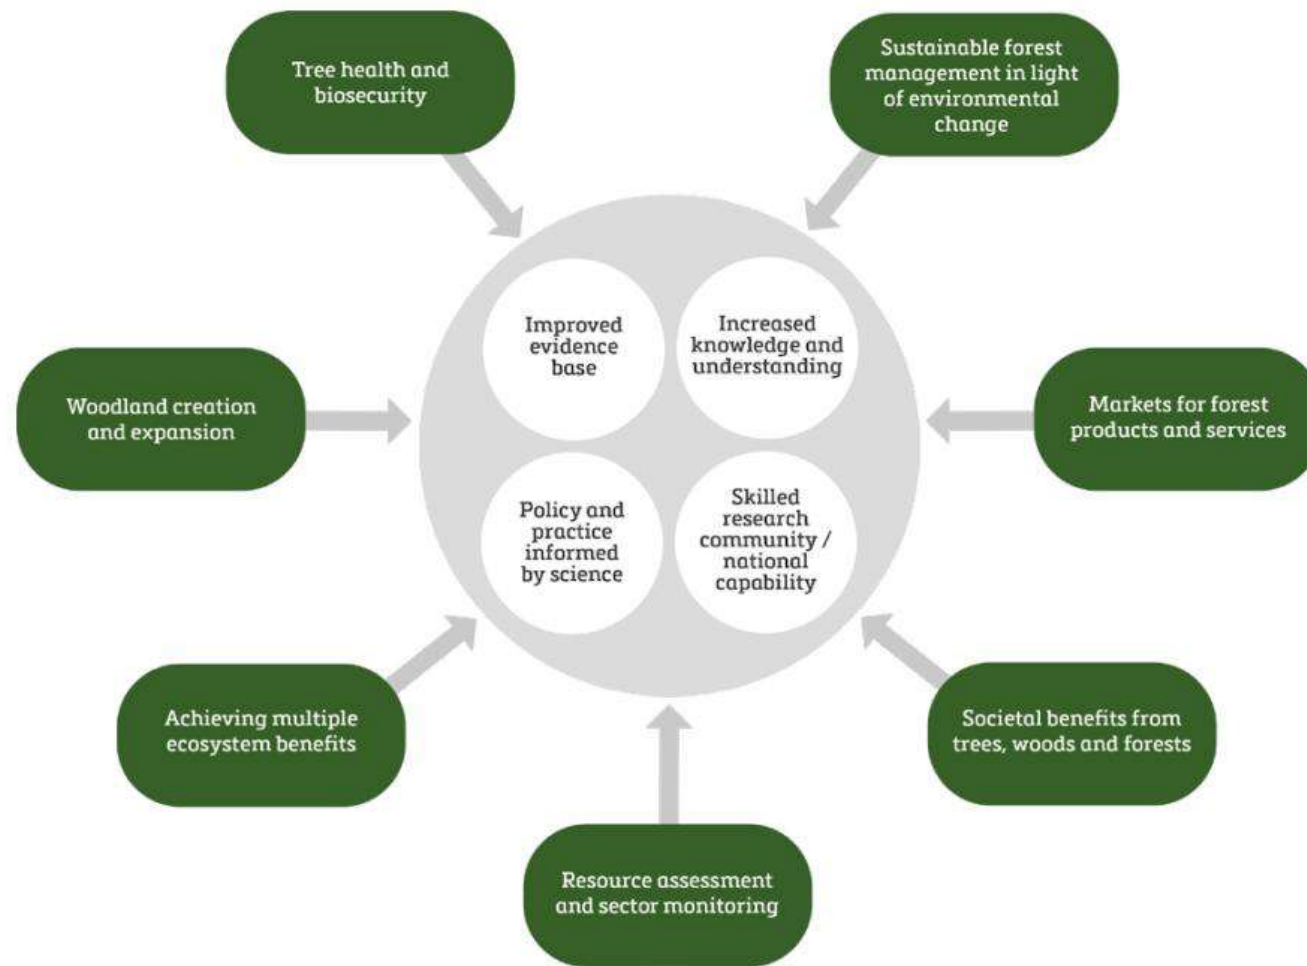 Tree health and
biosecurity
Sustainable forest
management in light
of environmental
change
Improved
evidence
base
Increased
knowledge and
understanding
Woodland creation
and expansion
Markets for forest
products and services
Policy and
practice
informed
by science
Skilled
research
community /
national
capability
Achieving multiple
ecosystem benefits
Societal benefits from
trees, woods and forests
Resource assessment
and sector monitoring